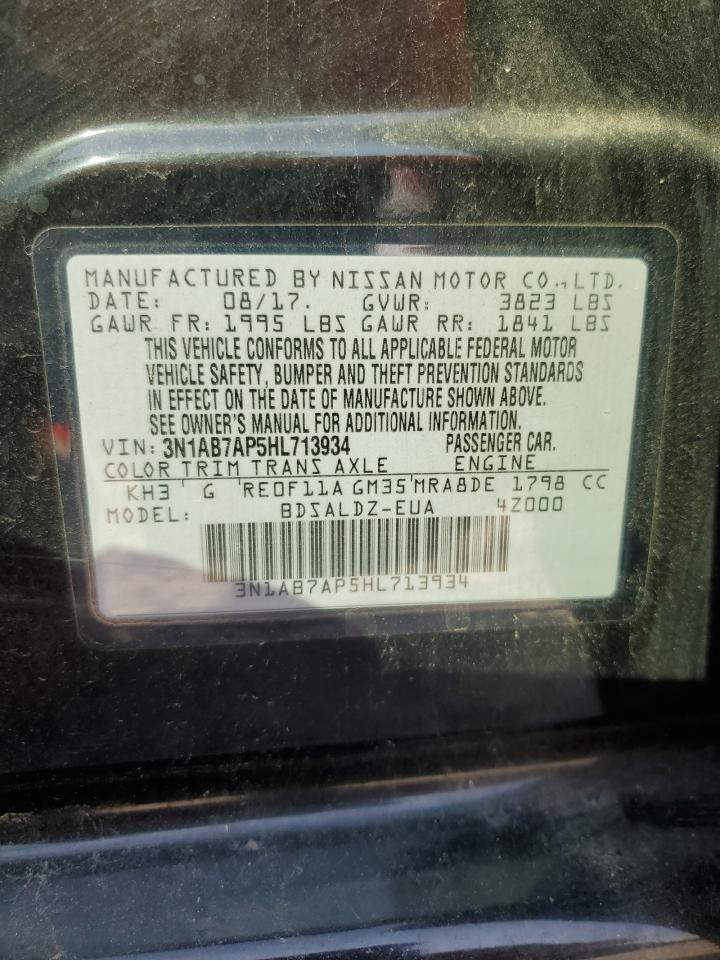 MANUFACTURED BY NISSAN MOTOR CO., LTD.
DATE: 08/17. GVWR: 3823 LBS
GAWR FR: 1995 LBS GAWR RR: 1841 LBS
THIS VEHICLE CONFORMS TO ALL APPLICABLE FEDERAL MOTOR
VEHICLE SAFETY, BUMPER AND THEFT PREVENTION STANDARDS
IN EFFECT ON THE DATE OF MANUFACTURE SHOWN ABOVE.
SEE OWNER'S MANUAL FOR ADDITIONAL INFORMATION.
VIN: 3N1AB7AP5HL713934 PASSENGER CAR.
COLOR TRIM TRANS AXLE ENGINE
KH3 G RE0F11A GM35 MRA8DE 1798 CC
MODEL: BDSALDZ-EUA 4Z000
3N1AB7AP5HL713934